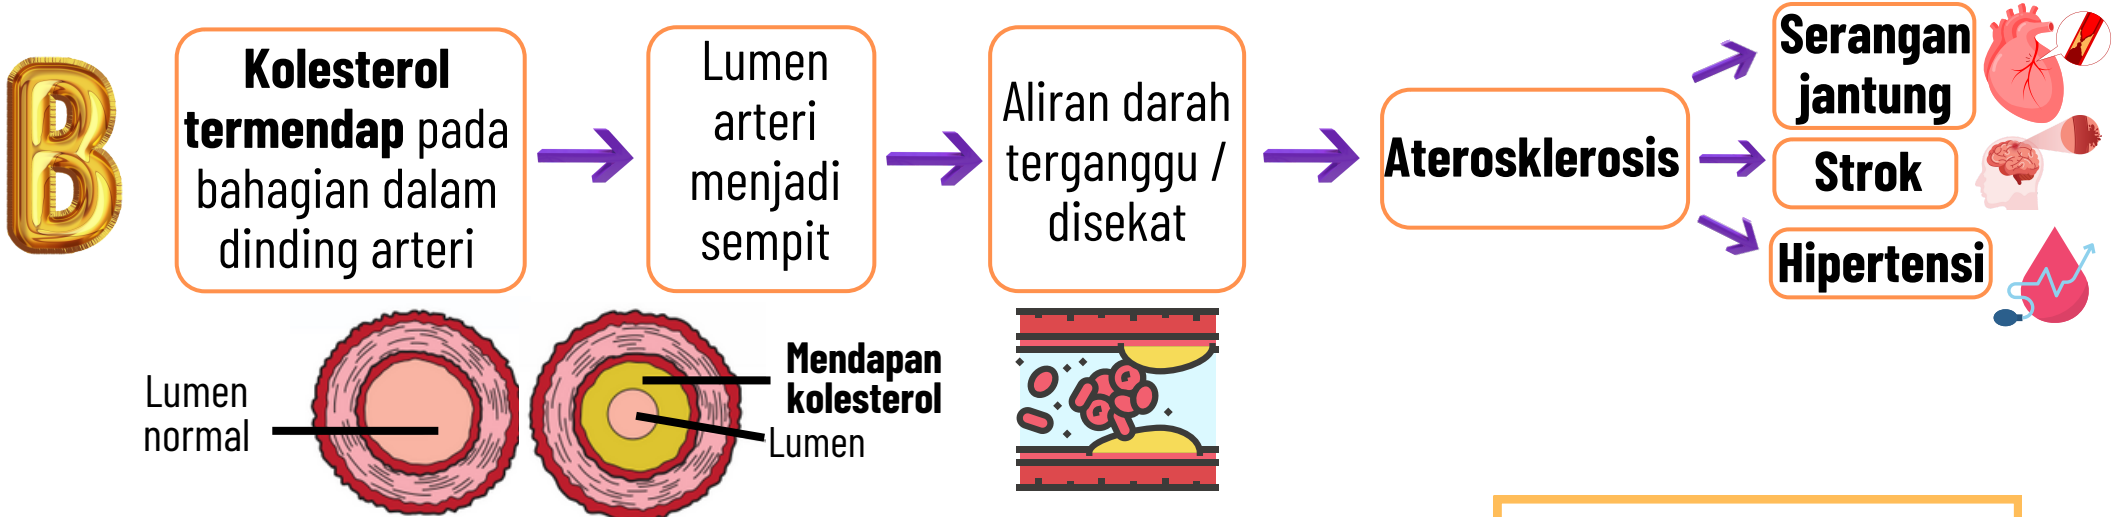 B
Kolesterol
termendap pada
bahagian dalam
dinding arteri
Lumen
arteri
menjadi
sempit
Aliran darah
terganggu /
disekat
Aterosklerosis
Serangan
jantung
Strok
Hipertensi
Lumen
normal
Mendapan
kolesterol
Lumen